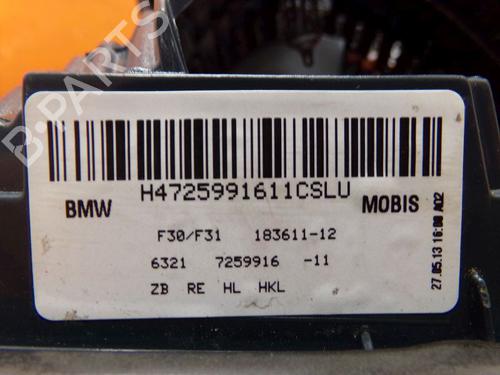 B-PARTS
H4725991611CSLU
BMW
MOBIS
F30/F31 183611-12
6321 7259916 -11
ZB RE HL HKL
27.05.13 16:00 A02